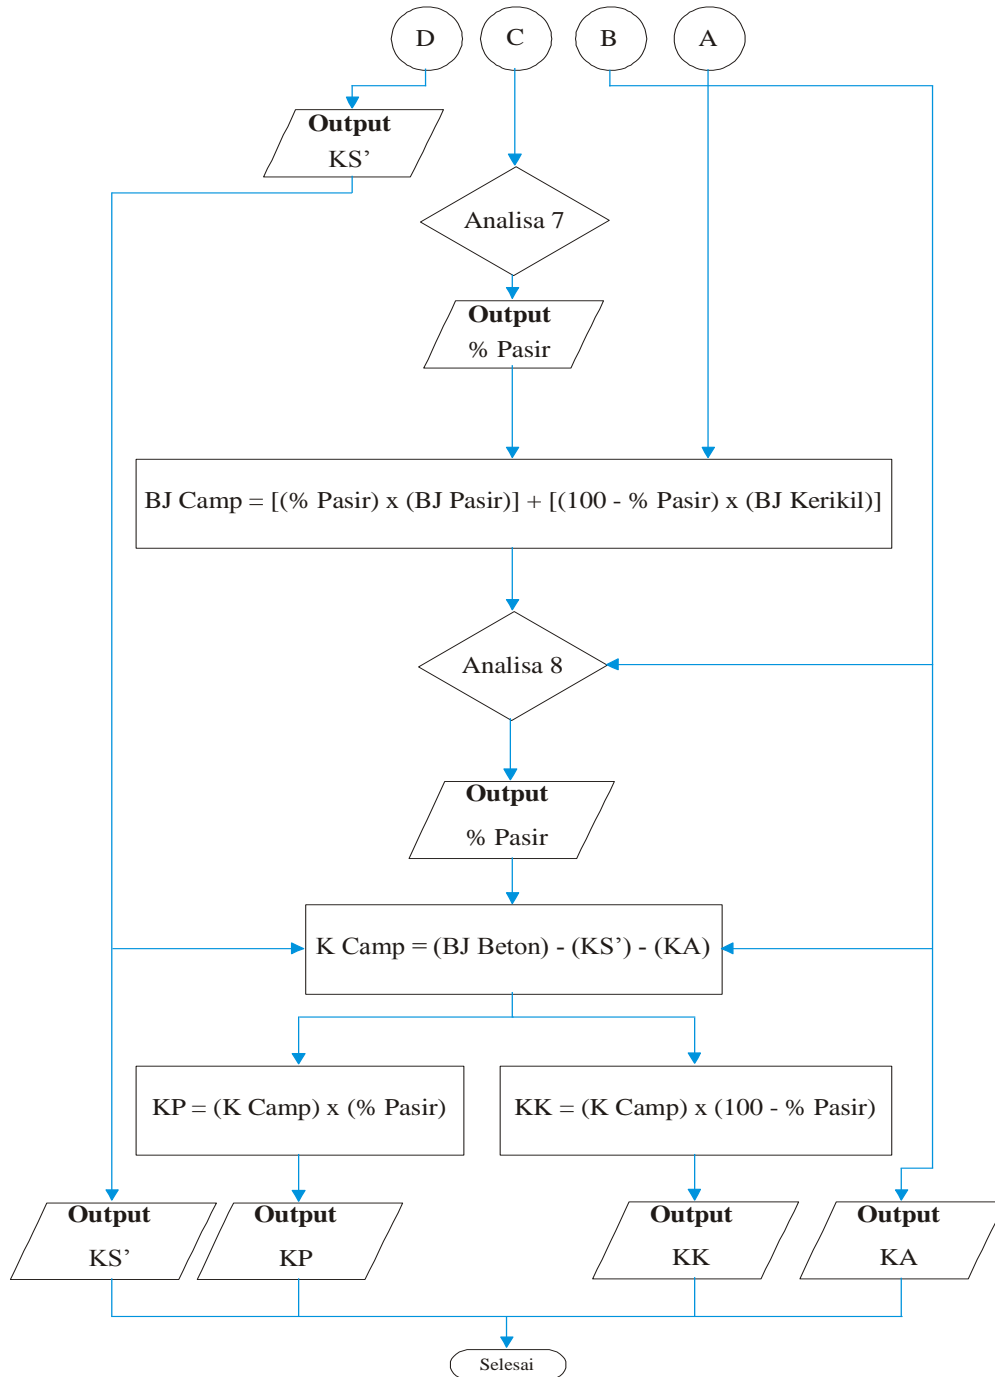 D
C
B
A
Output
KS’
Analisa 7
Output
% Pasir
BJ Camp = [(% Pasir) x (BJ Pasir)] + [(100 - % Pasir) x (BJ Kerikil)]
Analisa 8
Output
% Pasir
K Camp = (BJ Beton) - (KS’) - (KA)
KP = (K Camp) x (% Pasir)
KK = (K Camp) x (100 - % Pasir)
Output
KS’
Output
KP
Output
KK
Output
KA
Selesai